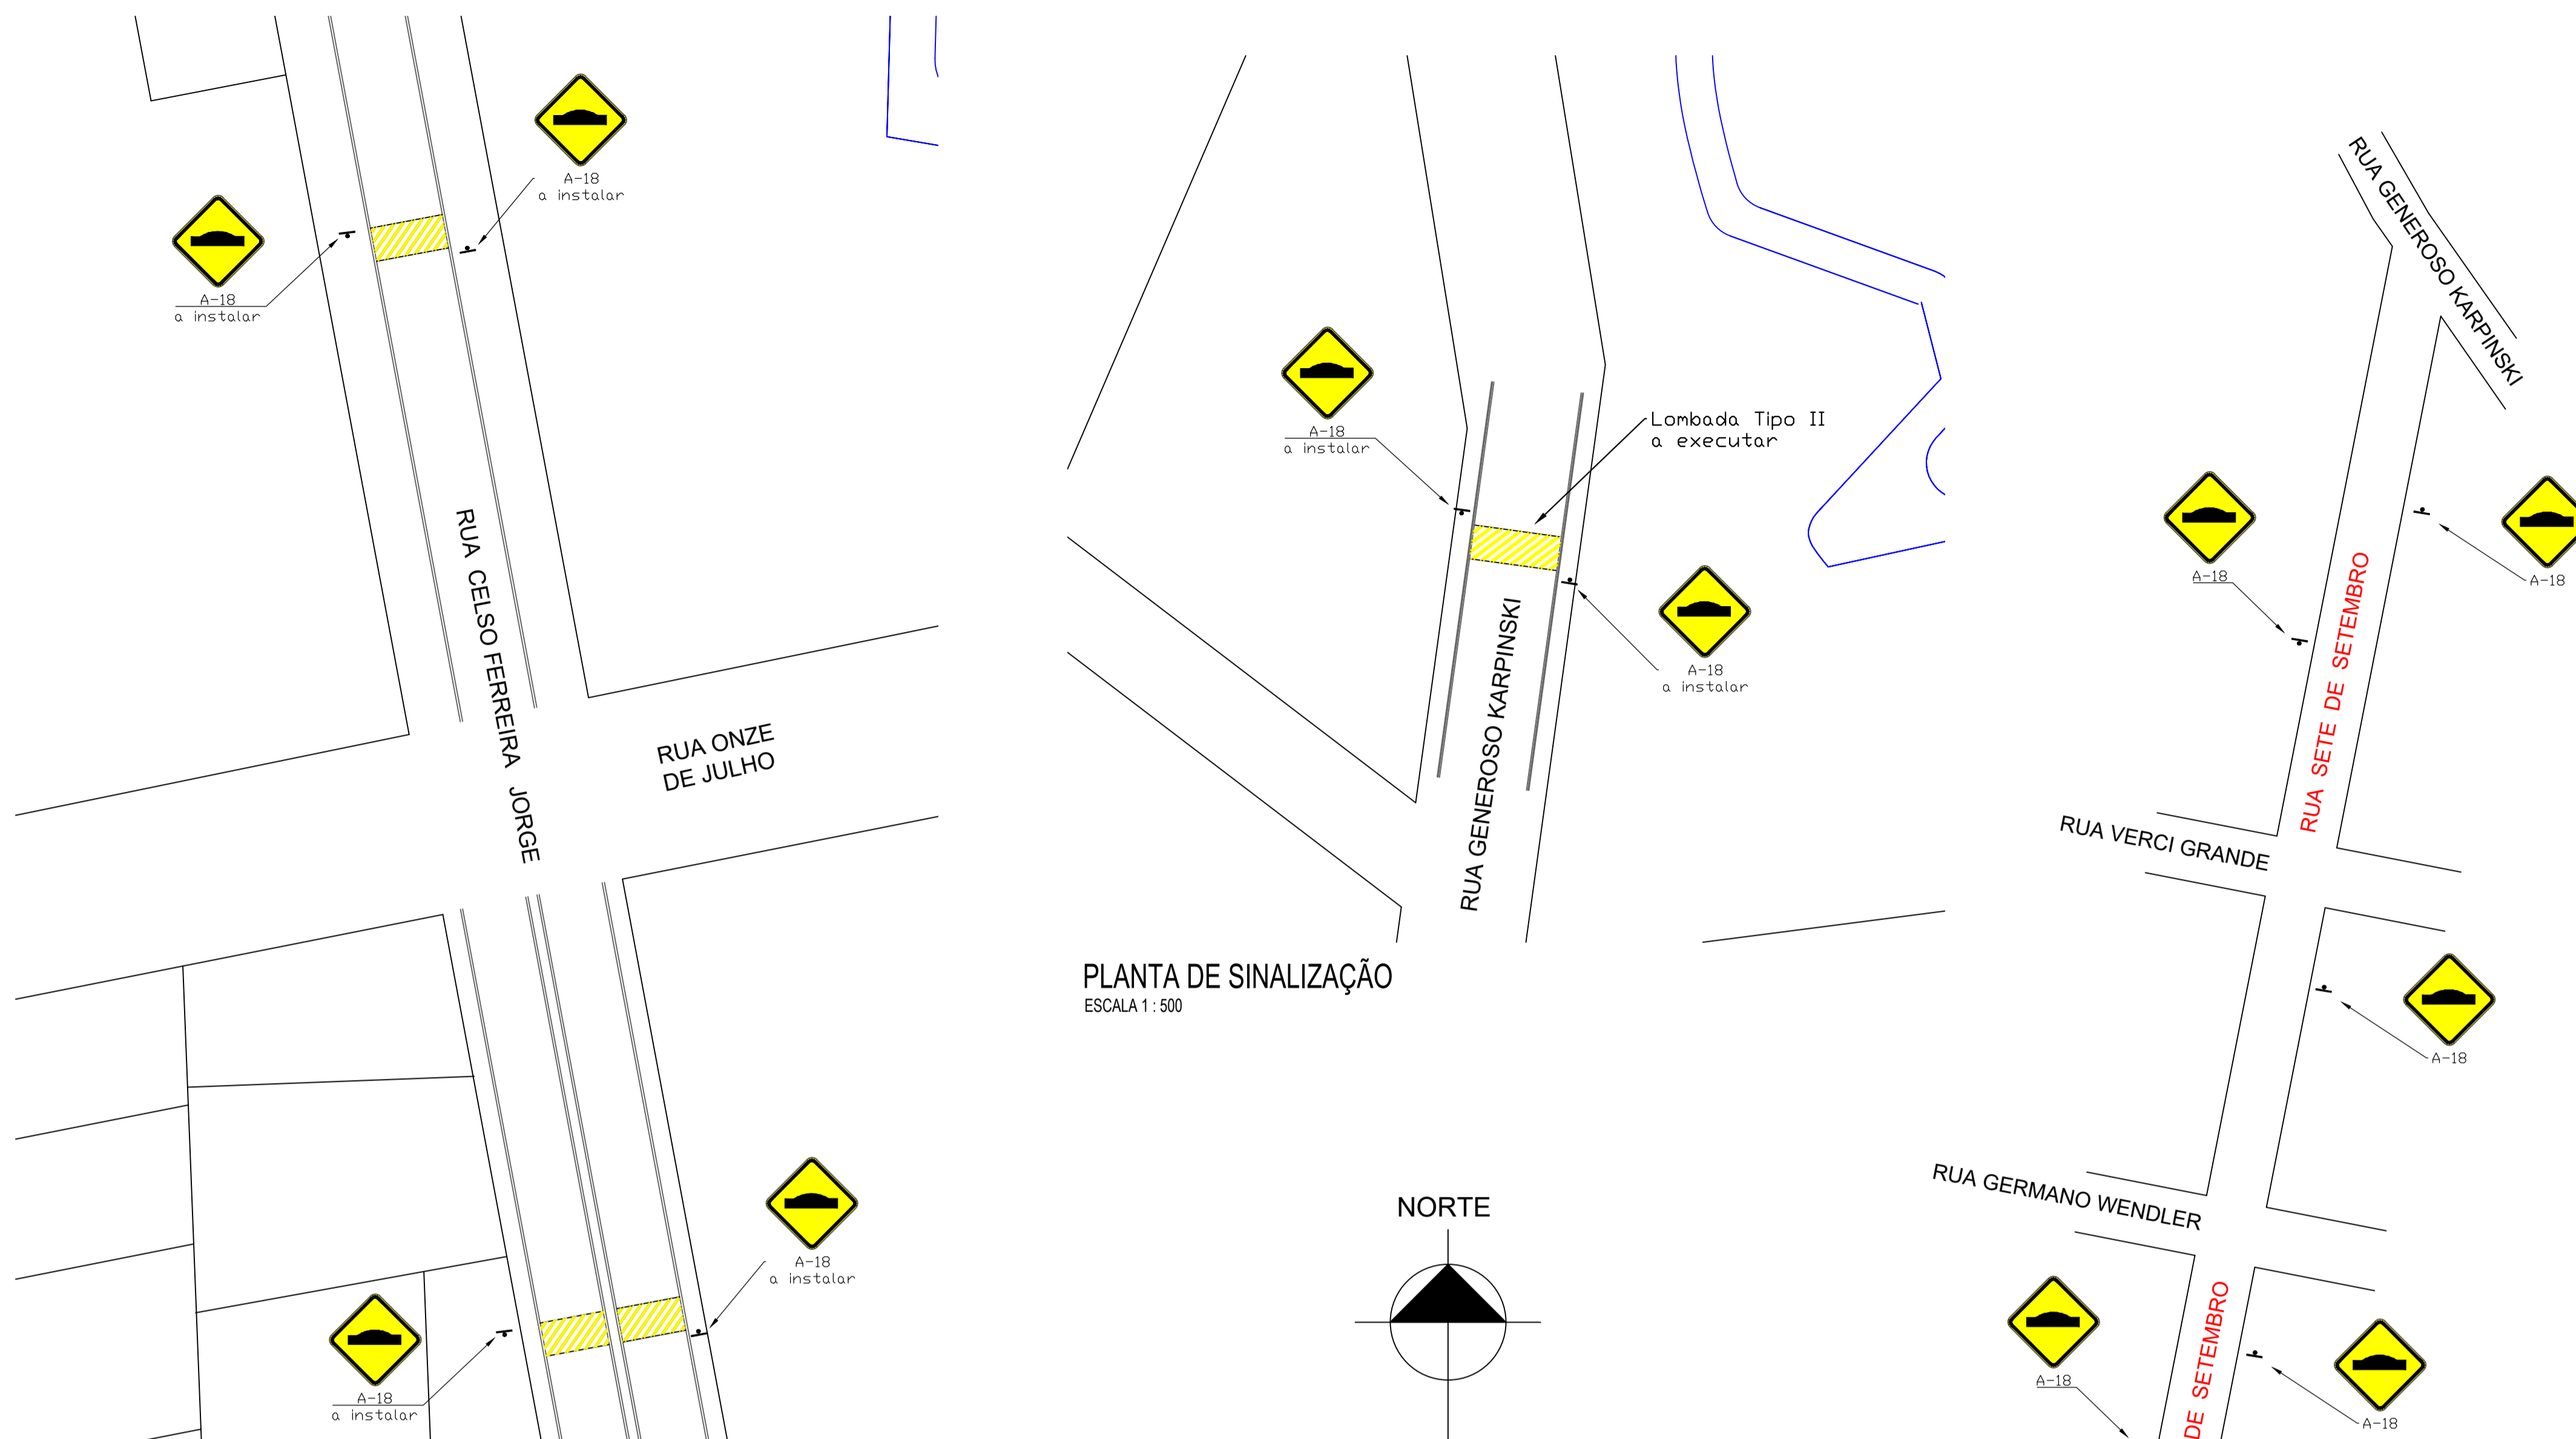 A-18
a instalar
A-18
a instalar
RUA CELSO FERREIRA JORGE
RUA ONZE
DE JULHO
A-18
a instalar
A-18
a instalar
A-18
a instalar
Lombada Tipo II
a executar
A-18
a instalar
RUA GENEROSO KARPINSKI
PLANTA DE SINALIZAÇÃO
ESCALA 1 : 500
NORTE
RUA GENEROSO KARPINSKI
A-18
A-18
RUA SETE DE SETEMBRO
RUA VERCI GRANDE
A-18
RUA GERMANO WENDLER
A-18
A-18
DE SETEMBRO